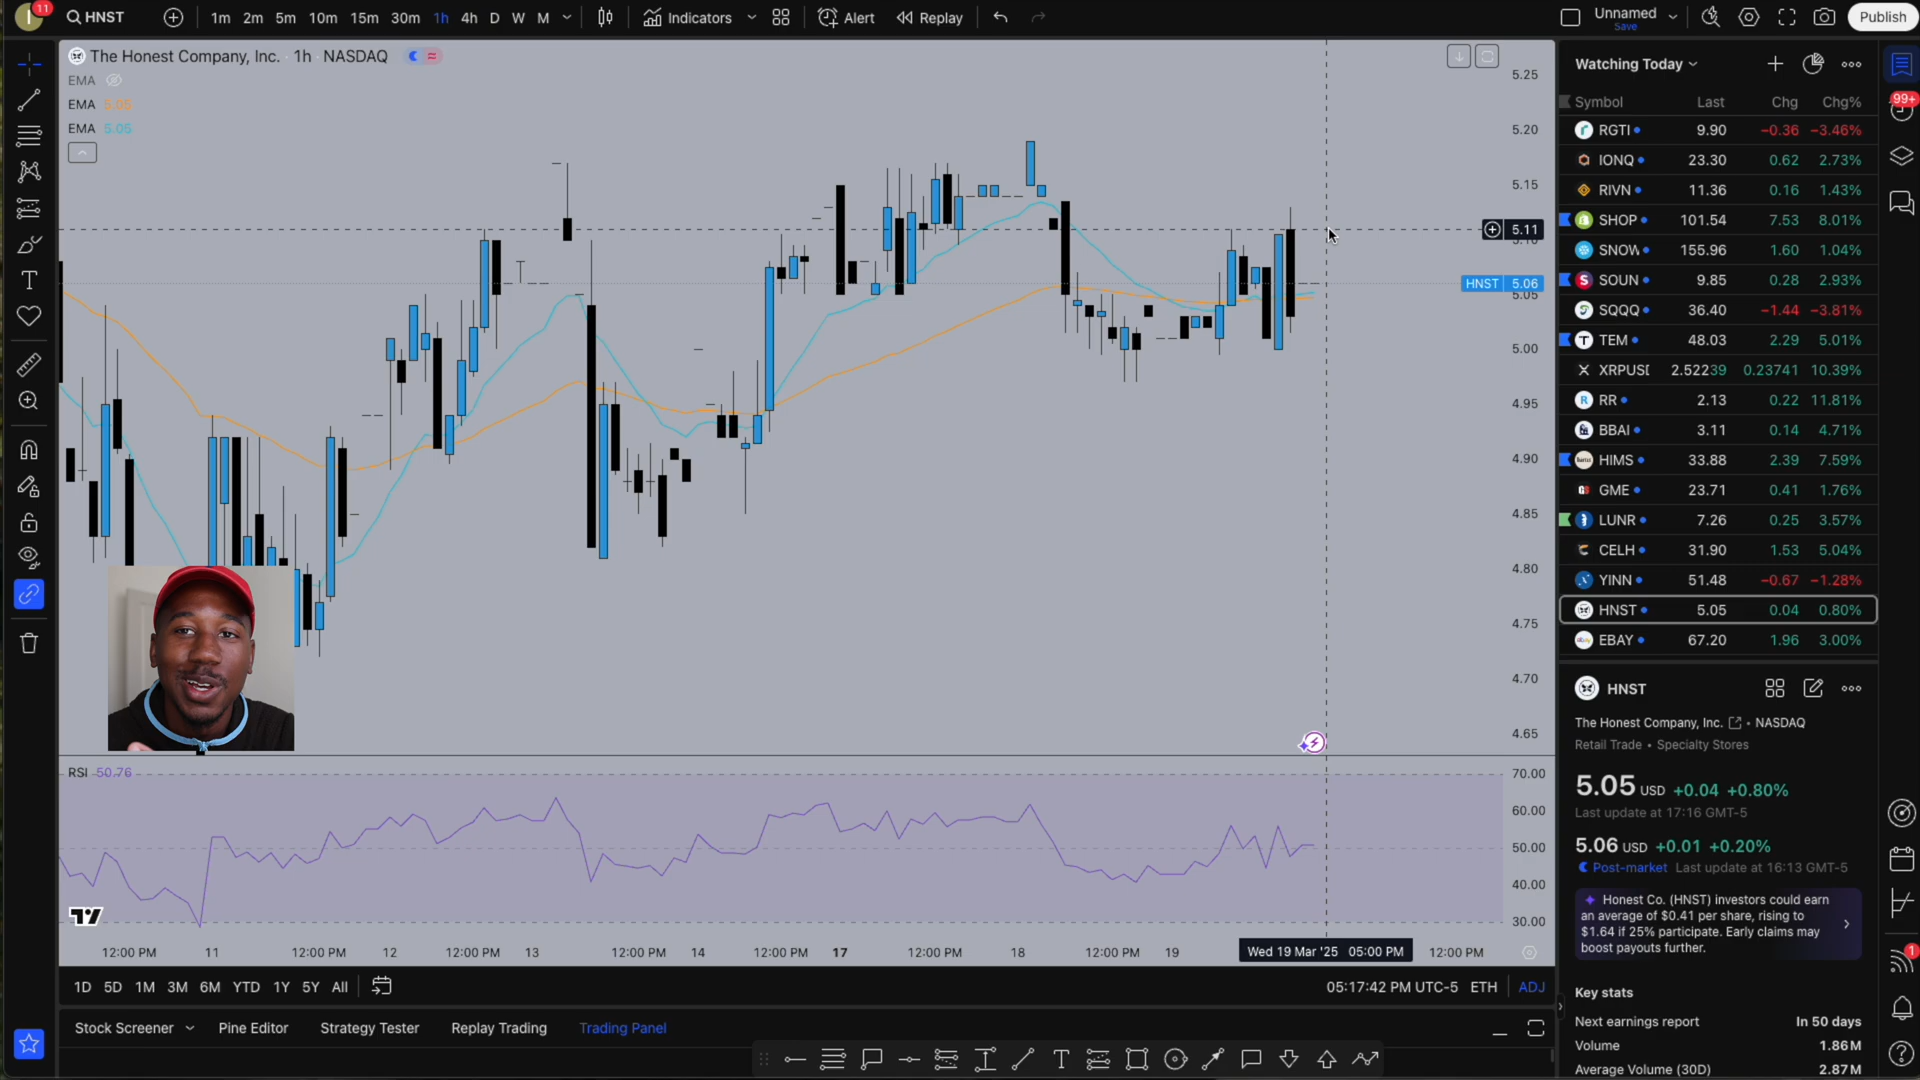 11
HNST
1m 2m 5m 10m 15m 30m 1h 4h D W M
Indicators
Alert
Replay
Unnamed
Save
Publish
The Honest Company, Inc. · 1h · NASDAQ
EMA
EMA 5.05
EMA 5.05
5.25
5.20
5.15
5.11
5.10
HNST 5.06
5.05
5.00
4.95
4.90
4.85
4.80
4.75
4.70
4.65
RSI 50.76
70.00
60.00
50.00
40.00
30.00
12:00 PM 11 12:00 PM 12 12:00 PM 13 12:00 PM 14 12:00 PM 17 12:00 PM 18 12:00 PM 19 Wed 19 Mar '25 05:00 PM 12:00 PM
1D 5D 1M 3M 6M YTD 1Y 5Y All
05:17:42 PM UTC-5 ETH ADJ
Stock Screener Pine Editor Strategy Tester Replay Trading Trading Panel
Watching Today
99+
Symbol Last Chg Chg%
RGTI 9.90 −0.36 −3.46%
IONQ 23.30 0.62 2.73%
RIVN 11.36 0.16 1.43%
SHOP 101.54 7.53 8.01%
SNOW 155.96 1.60 1.04%
SOUN 9.85 0.28 2.93%
SQQQ 36.40 −1.44 −3.81%
TEM 48.03 2.29 5.01%
XRPUSD 2.52239 0.23741 10.39%
RR 2.13 0.22 11.81%
BBAI 3.11 0.14 4.71%
HIMS 33.88 2.39 7.59%
GME 23.71 0.41 1.76%
LUNR 7.26 0.25 3.57%
CELH 31.90 1.53 5.04%
YINN 51.48 −0.67 −1.28%
HNST 5.05 0.04 0.80%
EBAY 67.20 1.96 3.00%
HNST
The Honest Company, Inc. • NASDAQ
Retail Trade • Specialty Stores
5.05 USD +0.04 +0.80%
Last update at 17:16 GMT-5
5.06 USD +0.01 +0.20%
Post-market Last update at 16:13 GMT-5
Honest Co. (HNST) investors could earn
an average of $0.41 per share, rising to
$1.64 if 25% participate. Early claims may
boost payouts further.
1
Key stats
Next earnings report In 50 days
Volume 1.86M
Average Volume (30D) 2.87M